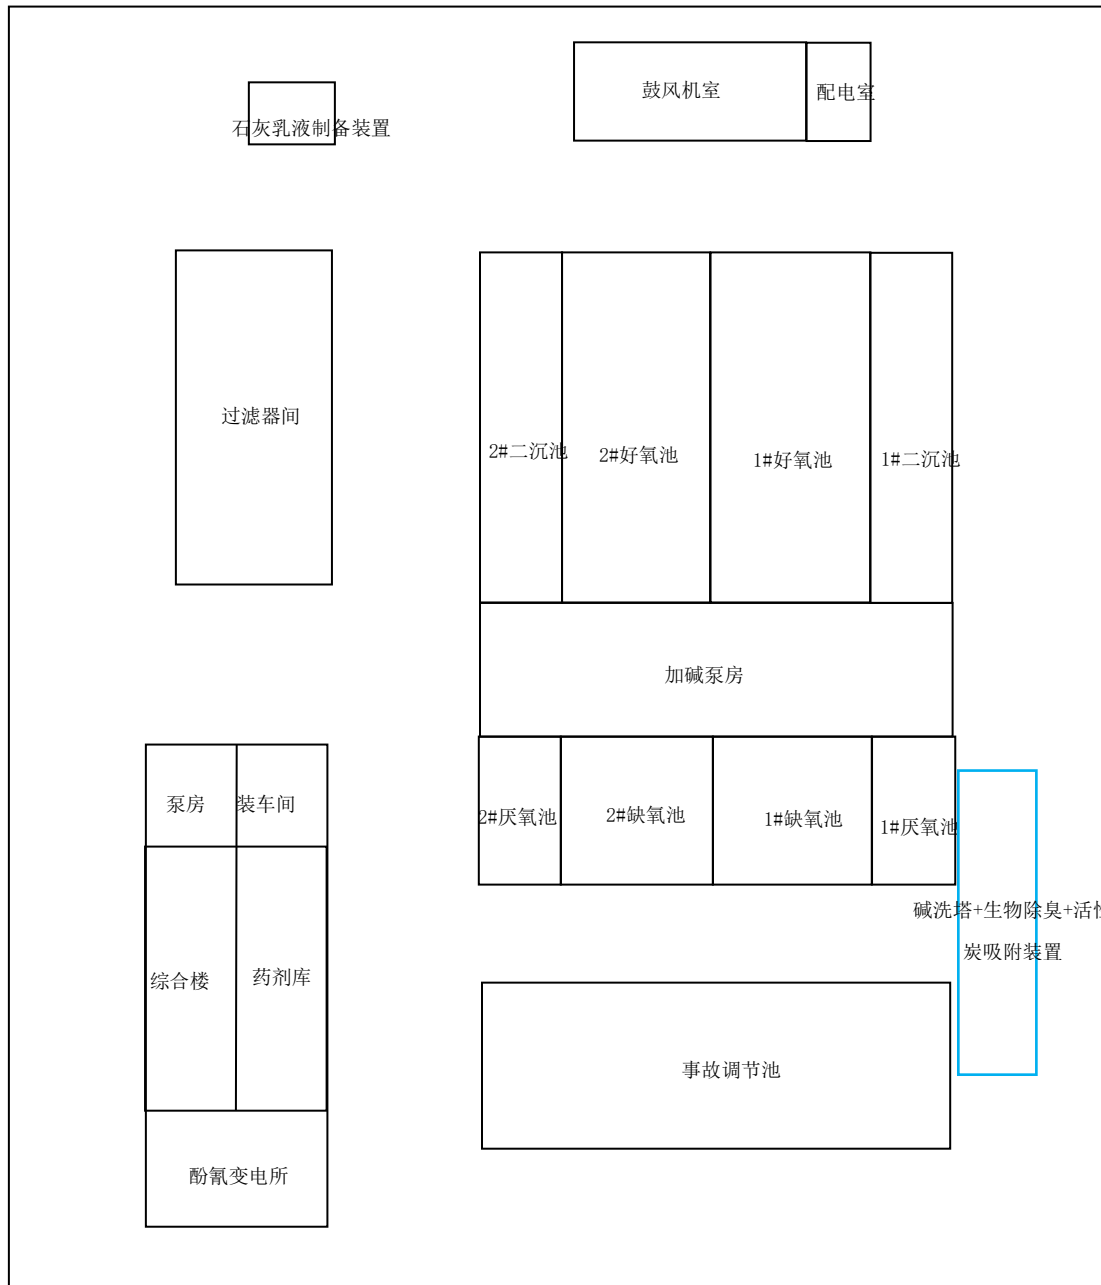 鼓风机室
配电室
石灰乳液制备装置
过滤器间
2#二沉池
2#好氧池
1#好氧池
1#二沉池
加碱泵房
泵房
装车间
2#厌氧池
2#缺氧池
1#缺氧池
1#厌氧池
碱洗塔+生物除臭+活性
炭吸附装置
综合楼
药剂库
事故调节池
酚氰变电所